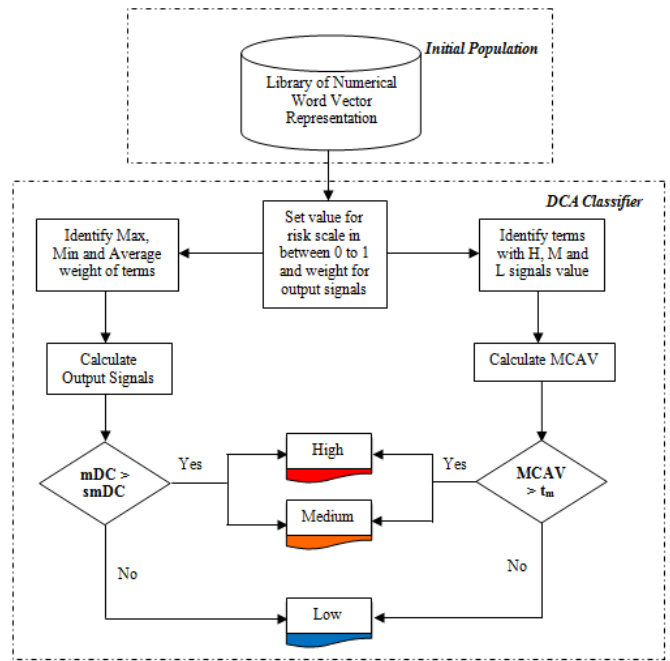 Initial Population
Library of Numerical
Word Vector
Representation
DCA Classifier
Identify Max,
Min and Average
weight of terms
Set value for
risk scale in
between 0 to 1
and weight for
output signals
Identify terms
with H, M and
L signals value
Calculate
Output Signals
Calculate MCAV
mDC >
smDC
Yes
High
Yes
MCAV
> tm
Medium
No
No
Low